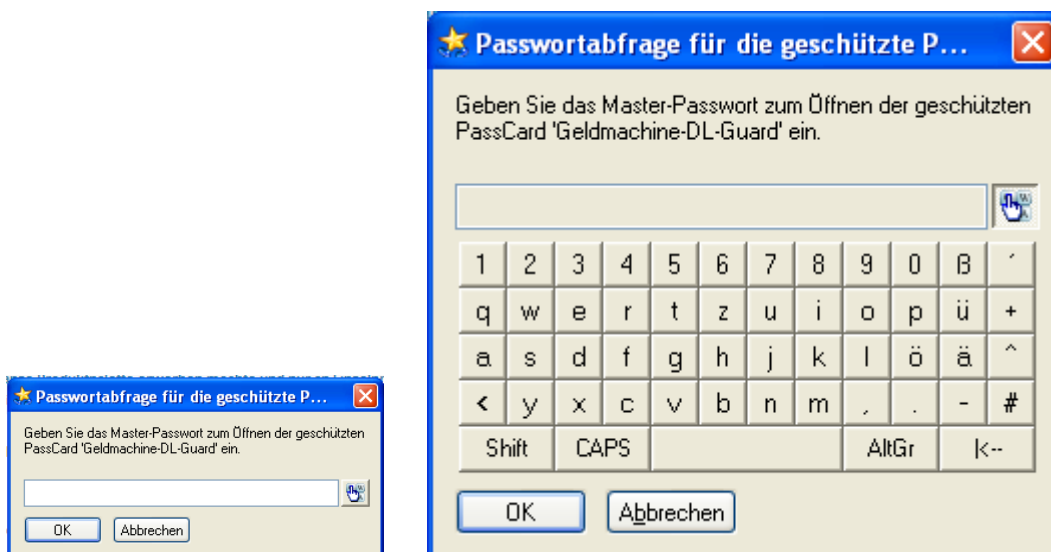 Passwortabfrage für die geschützte P...
Geben Sie das Master-Passwort zum Öffnen der geschützten
PassCard 'Geldmachine-DL-Guard' ein.
OK Abbrechen
Passwortabfrage für die geschützte P...
Geben Sie das Master-Passwort zum Öffnen der geschützten
PassCard 'Geldmachine-DL-Guard' ein.
1 2 3 4 5 6 7 8 9 0 ß ´
q w e r t z u i o p ü +
a s d f g h j k l ö ä ^
< y x c v b n m , . - #
Shift CAPS AltGr |<--
OK Abbrechen